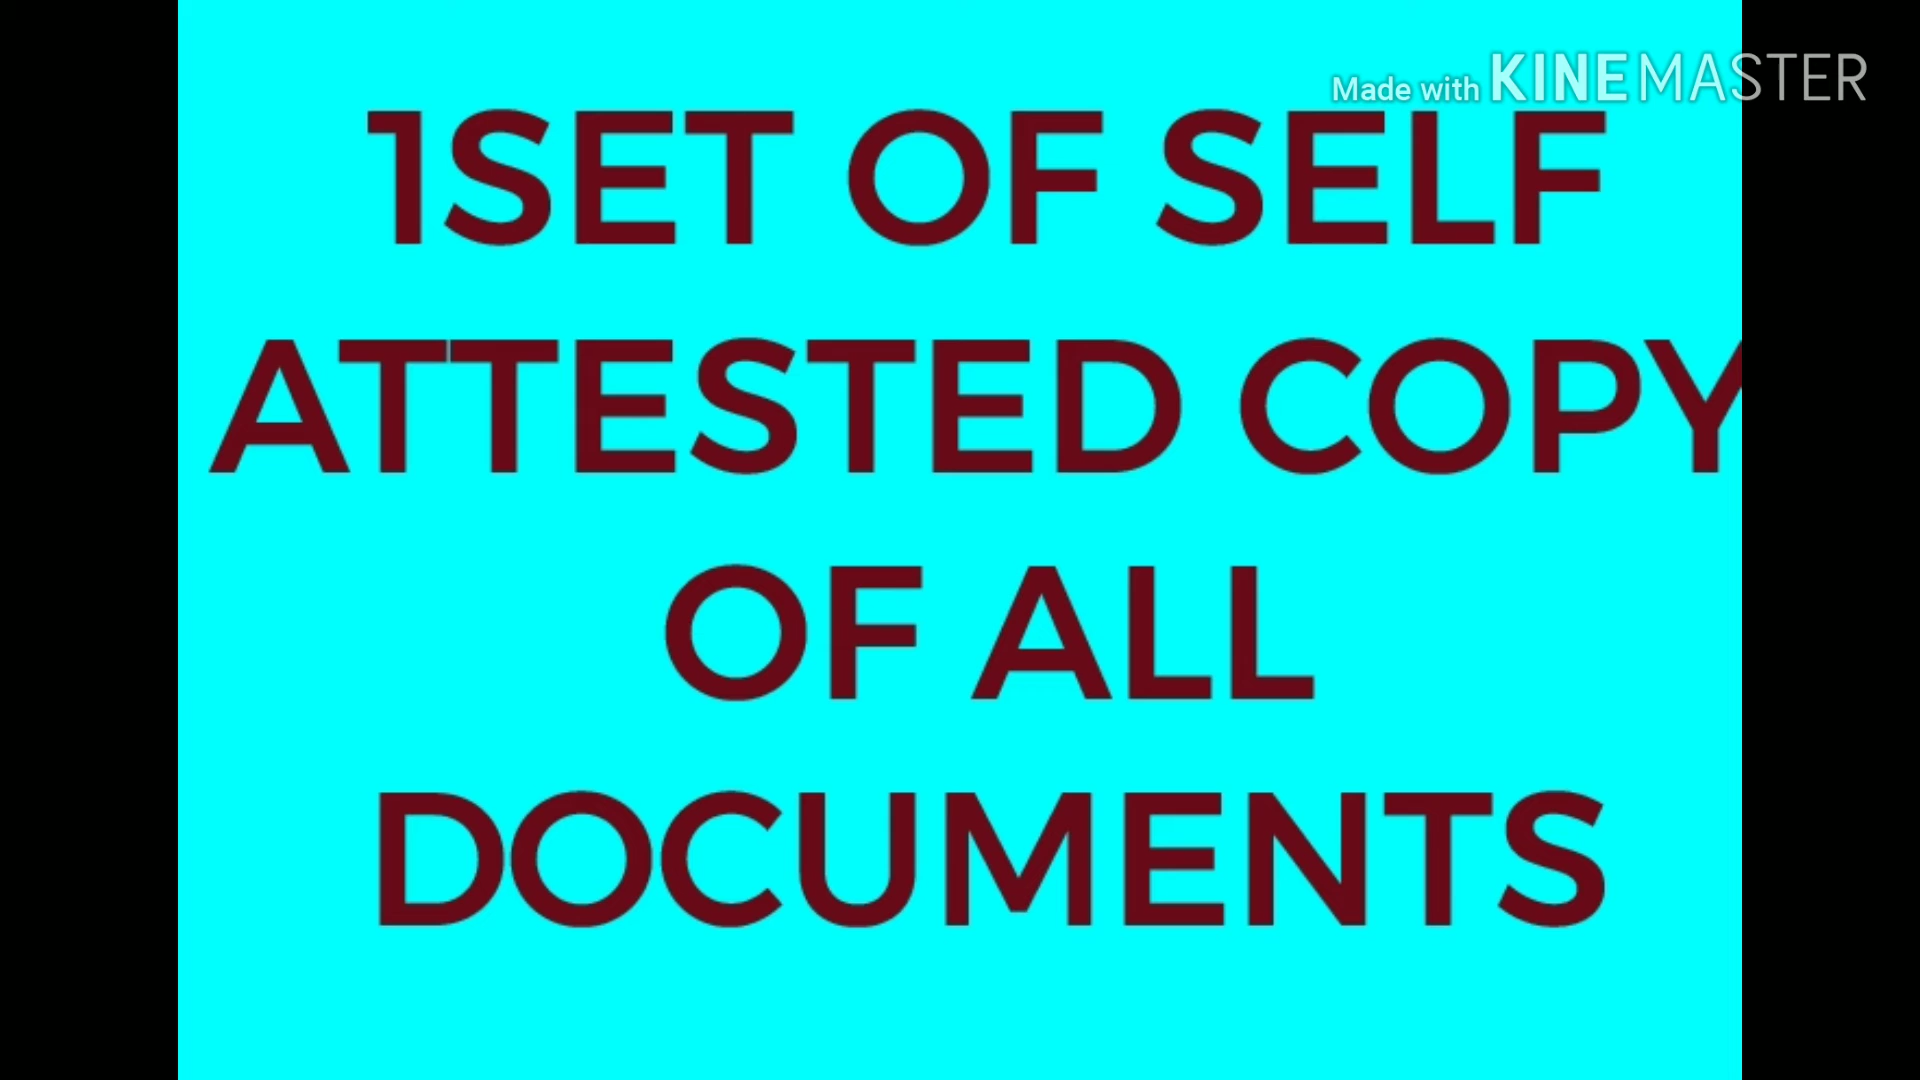 Made with KINEMASTER
1SET OF SELF
ATTESTED COPY
OF ALL
DOCUMENTS